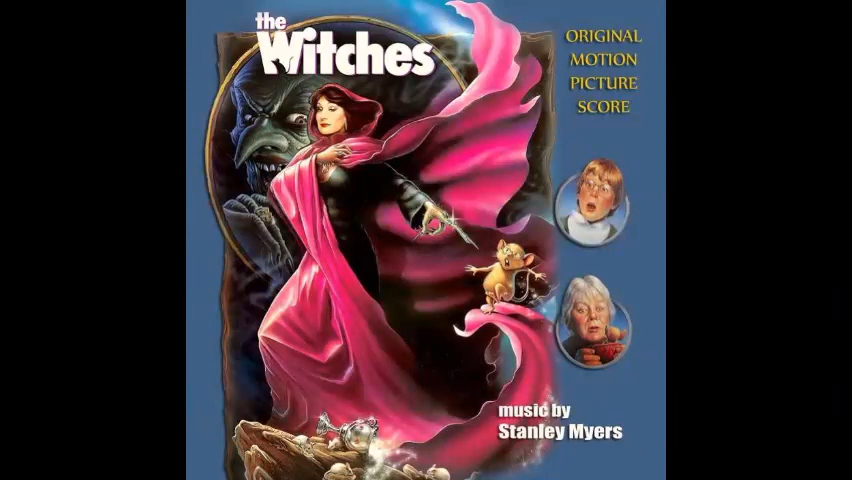 the
Witches
ORIGINAL
MOTION
PICTURE
SCORE
music by
Stanley Myers